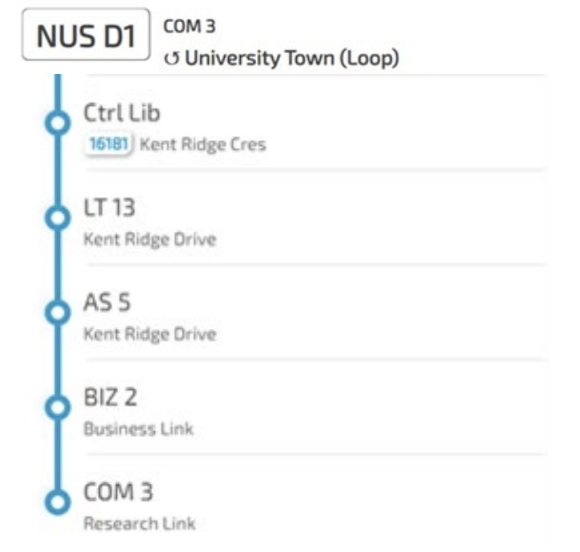 NUS D1
COM 3
↺ University Town (Loop)
Ctrl Lib
16181 Kent Ridge Cres
LT 13
Kent Ridge Drive
AS 5
Kent Ridge Drive
BIZ 2
Business Link
COM 3
Research Link